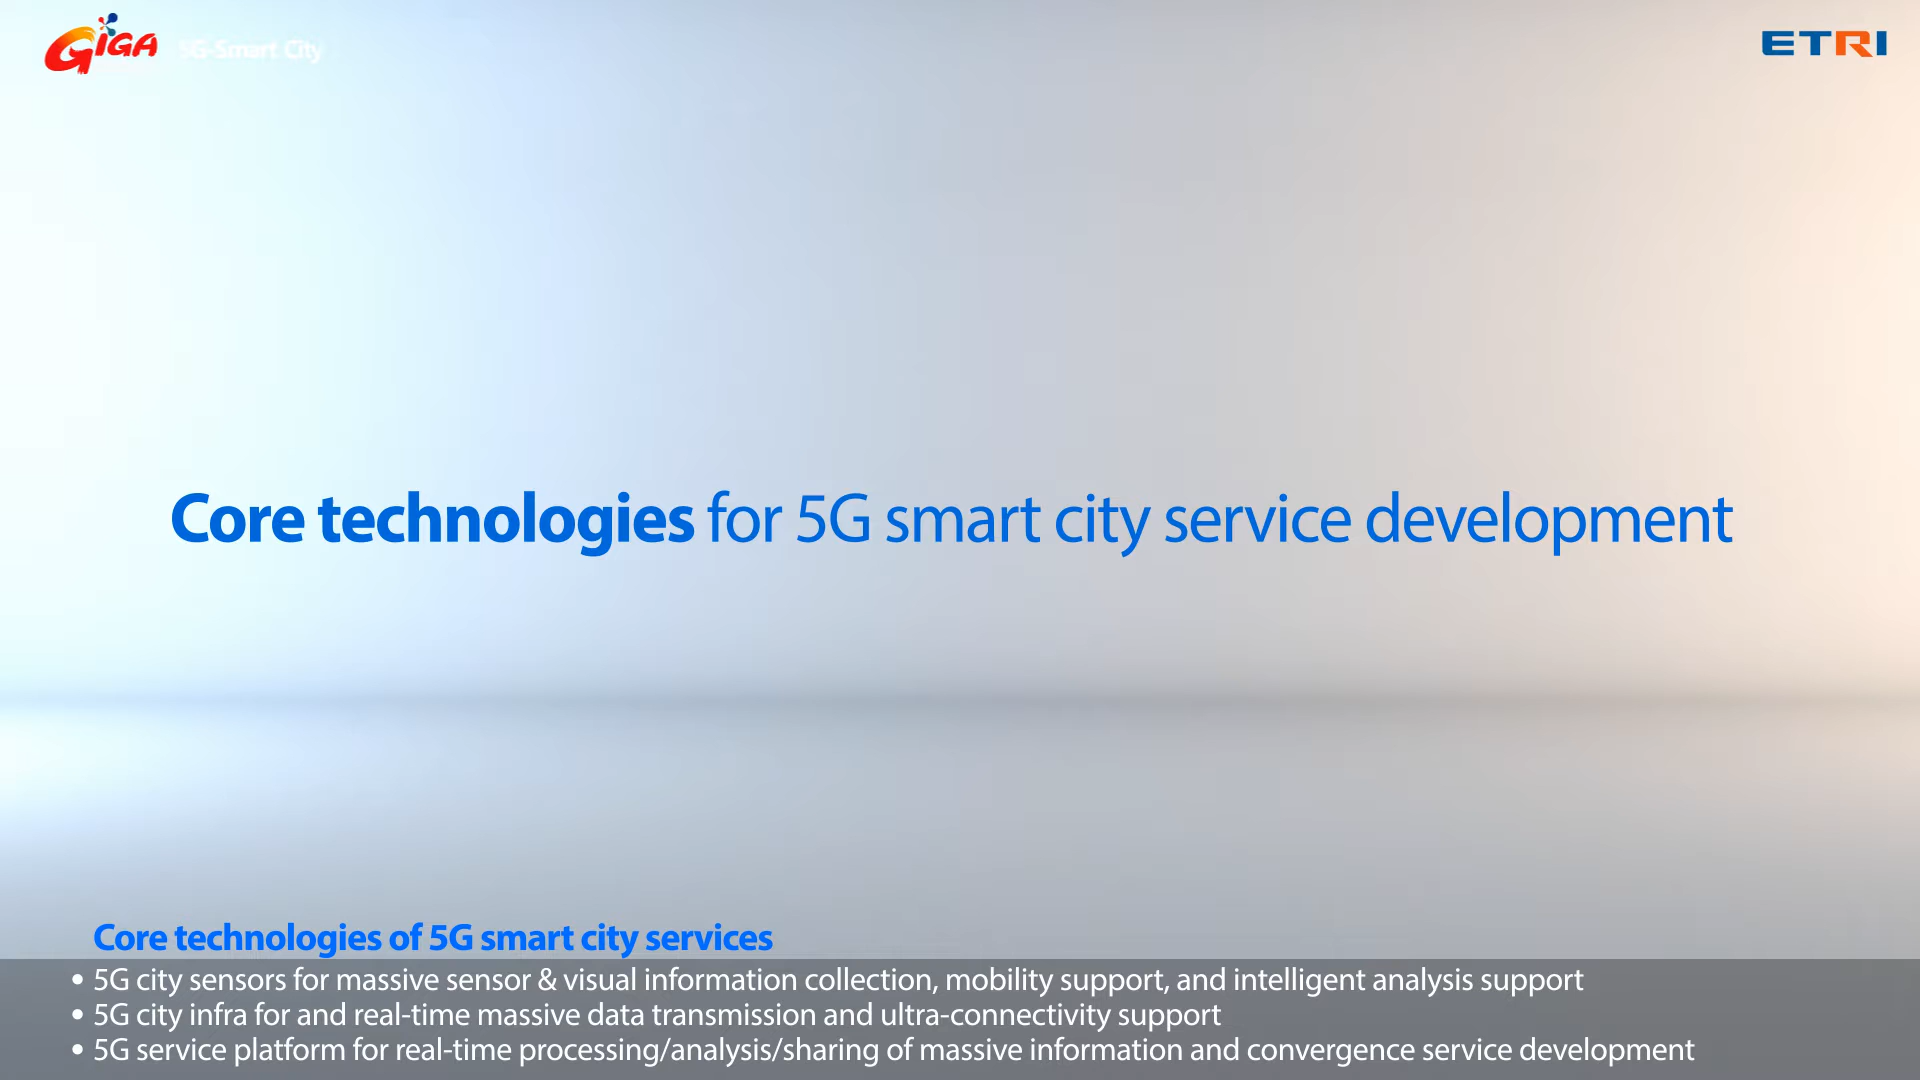 GIGA 5G-Smart City
ETRI
Core technologies for 5G smart city service development
Core technologies of 5G smart city services
• 5G city sensors for massive sensor & visual information collection, mobility support, and intelligent analysis support
• 5G city infra for and real-time massive data transmission and ultra-connectivity support
• 5G service platform for real-time processing/analysis/sharing of massive information and convergence service development